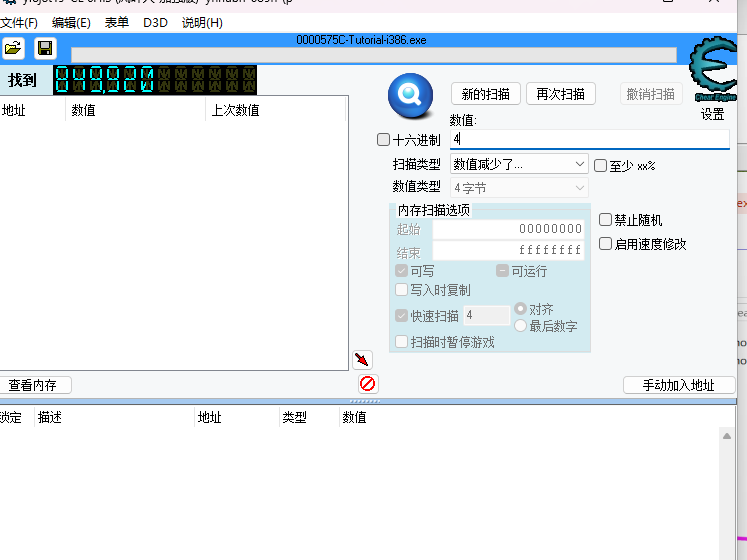 文件(F) 编辑(E) 表单 D3D 说明(H)
0000575C-Tutorial-i386.exe
找到
地址 数值 上次数值
新的扫描 再次扫描 撤销扫描
Cheat Engine
设置
数值:
十六进制 4
扫描类型 数值减少了... 至少 xx%
数值类型 4 字节
内存扫描选项
起始 00000000
结束 ffffffff
可写 可运行
写入时复制
快速扫描 4 对齐
最后数字
扫描时暂停游戏
禁止随机
启用速度修改
查看内存 手动加入地址
锁定 描述 地址 类型 数值